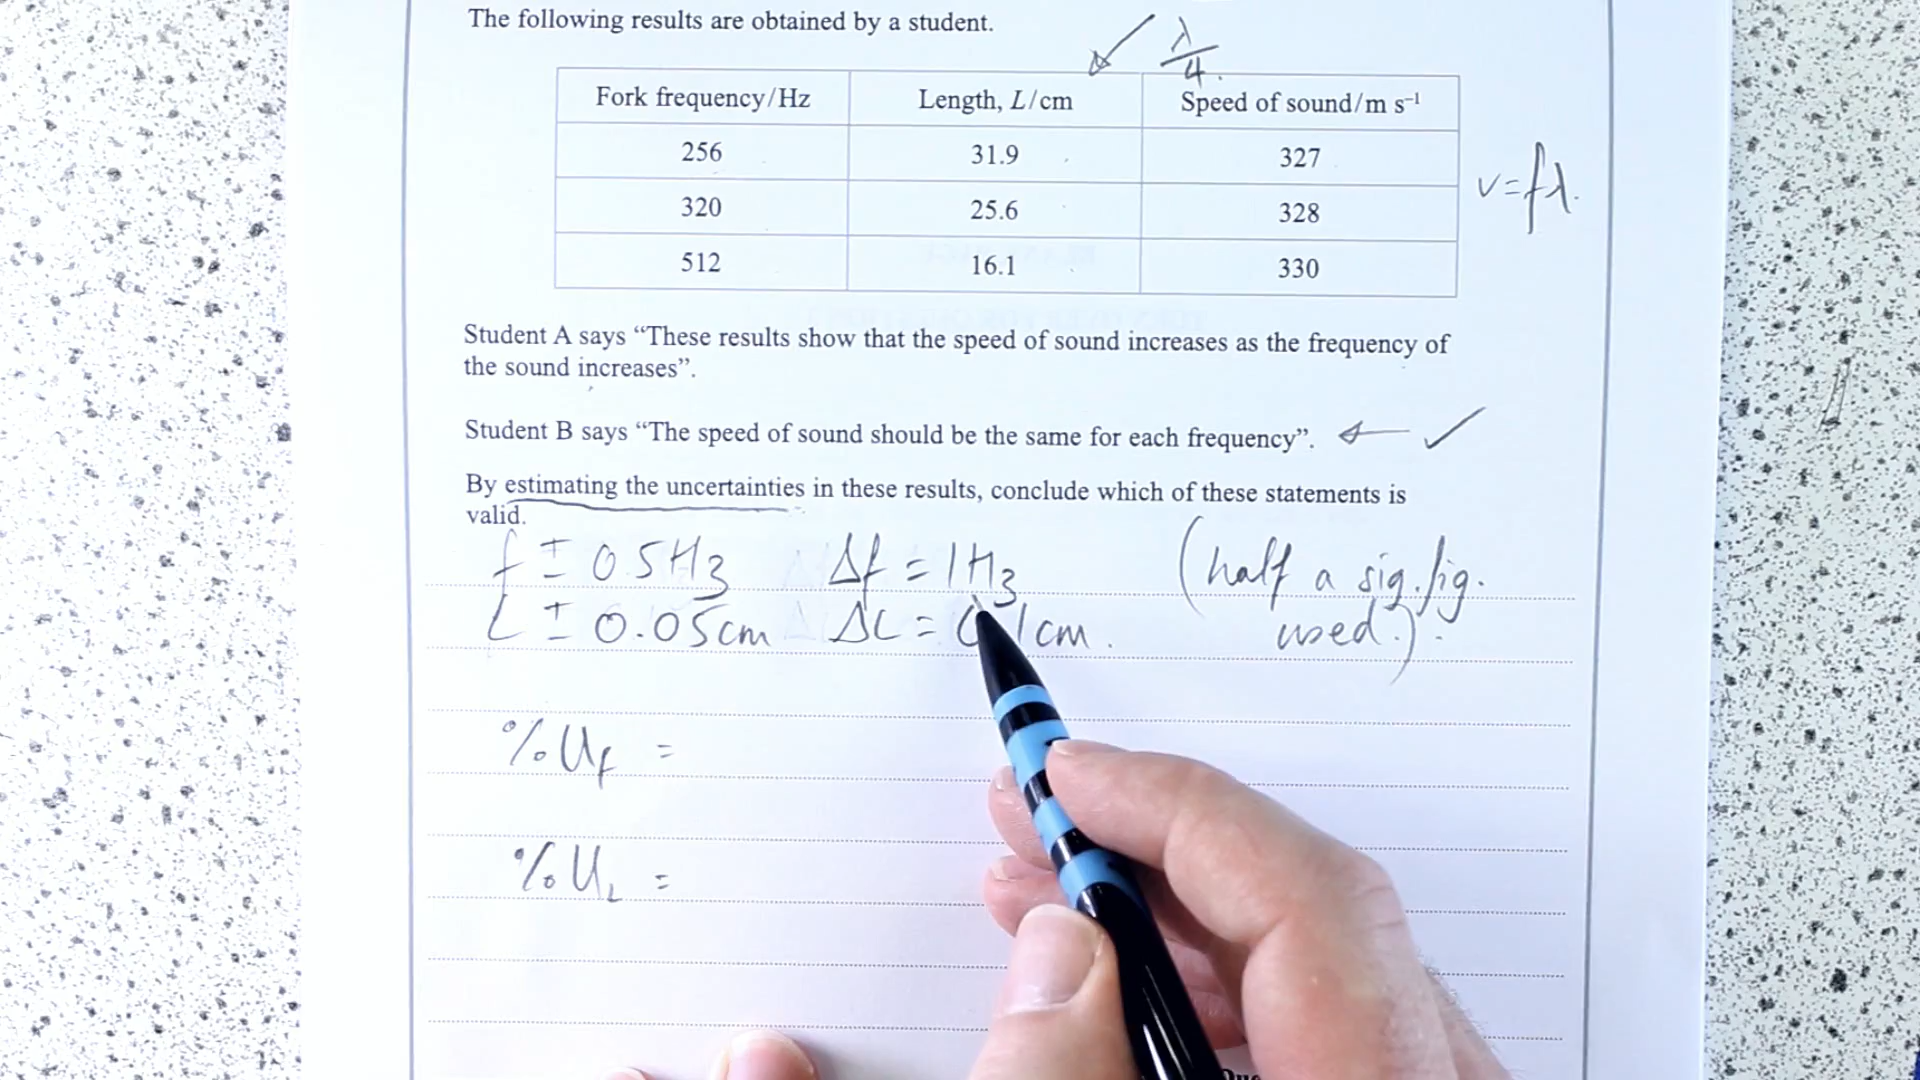 The following results are obtained by a student.
λ/4.
Fork frequency/Hz Length, L/cm Speed of sound/m s⁻¹
256 31.9 327
320 25.6 328
512 16.1 330
v=fλ.
Student A says “These results show that the speed of sound increases as the frequency of
the sound increases”.
Student B says “The speed of sound should be the same for each frequency”. ← ✓
By estimating the uncertainties in these results, conclude which of these statements is
valid.
f ± 0.5Hz Δf = 1Hz (half a sig.fig.
L ± 0.05cm ΔL = 0.1cm. used.).
%U_f =
%U_L =